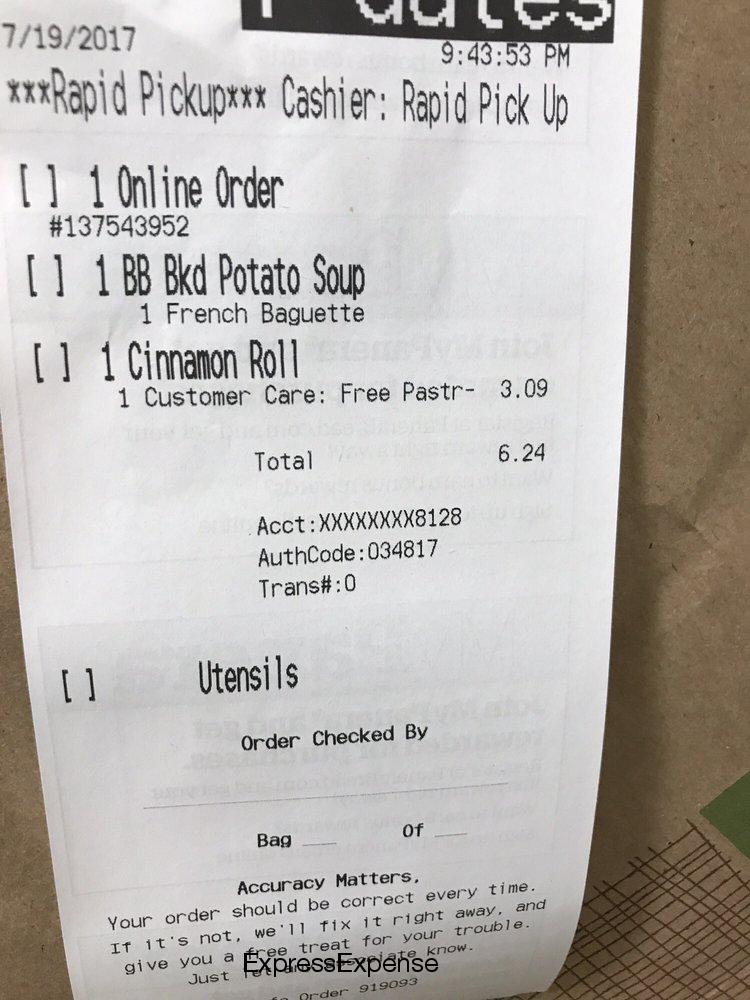 7/19/2017
9:43:53 PM
***Rapid Pickup*** Cashier: Rapid Pick Up
[ ] 1 Online Order
#137543952
[ ] 1 BB Bkd Potato Soup
1 French Baguette
[ ] 1 Cinnamon Roll
1 Customer Care: Free Pastr- 3.09
Total 6.24
Acct:XXXXXXXX8128
AuthCode:034817
Trans#:0
[ ] Utensils
Order Checked By
Bag ___ Of ___
Accuracy Matters,
Your order should be correct every time.
If it's not, we'll fix it right away, and
give you a free treat for your trouble.
Just let an associate know.
ExpressExpense
Order 919093